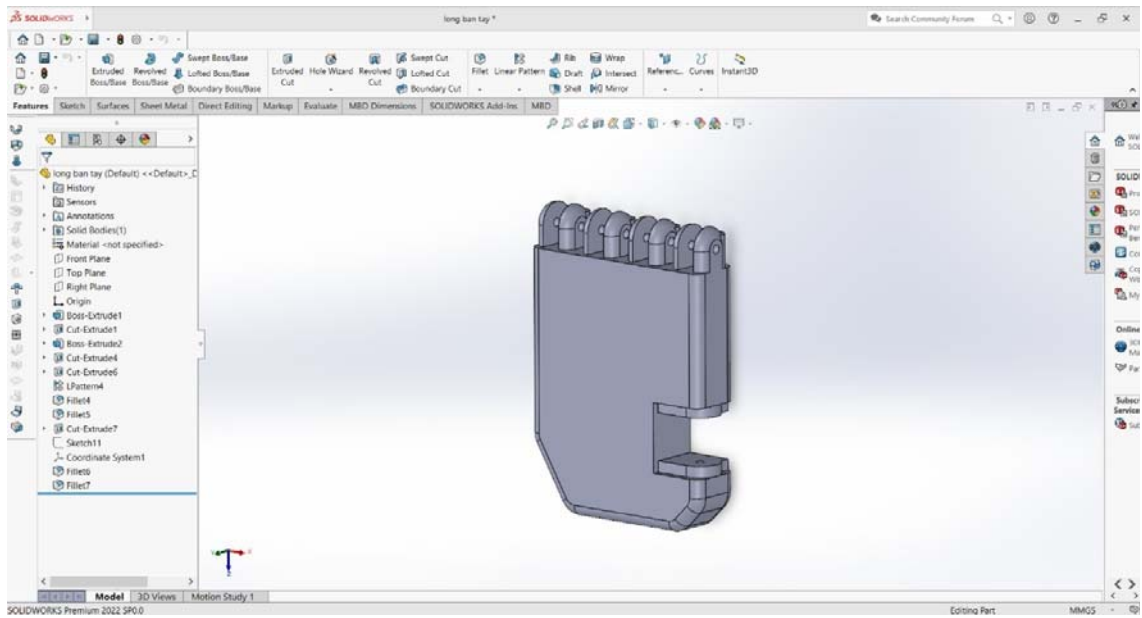 SOLIDWORKS
long ban tay *
Search Community Forum
Extruded Boss/Base
Revolved Boss/Base
Swept Boss/Base
Lofted Boss/Base
Boundary Boss/Base
Extruded Cut
Hole Wizard
Revolved Cut
Swept Cut
Lofted Cut
Boundary Cut
Fillet
Linear Pattern
Rib
Draft
Shell
Wrap
Intersect
Mirror
Referenc...
Curves
Instant3D
Features Sketch Surfaces Sheet Metal Direct Editing Markup Evaluate MBD Dimensions SOLIDWORKS Add-Ins MBD
long ban tay (Default) <<Default>_D
History
Sensors
Annotations
Solid Bodies(1)
Material <not specified>
Front Plane
Top Plane
Right Plane
Origin
Boss-Extrude1
Cut-Extrude1
Boss-Extrude2
Cut-Extrude4
Cut-Extrude6
LPattern4
Fillet4
Fillet5
Cut-Extrude7
Sketch11
Coordinate System1
Fillet6
Fillet7
SOLID
My
Online
Model 3D Views Motion Study 1
SOLIDWORKS Premium 2022 SP0.0
Editing Part
MMGS